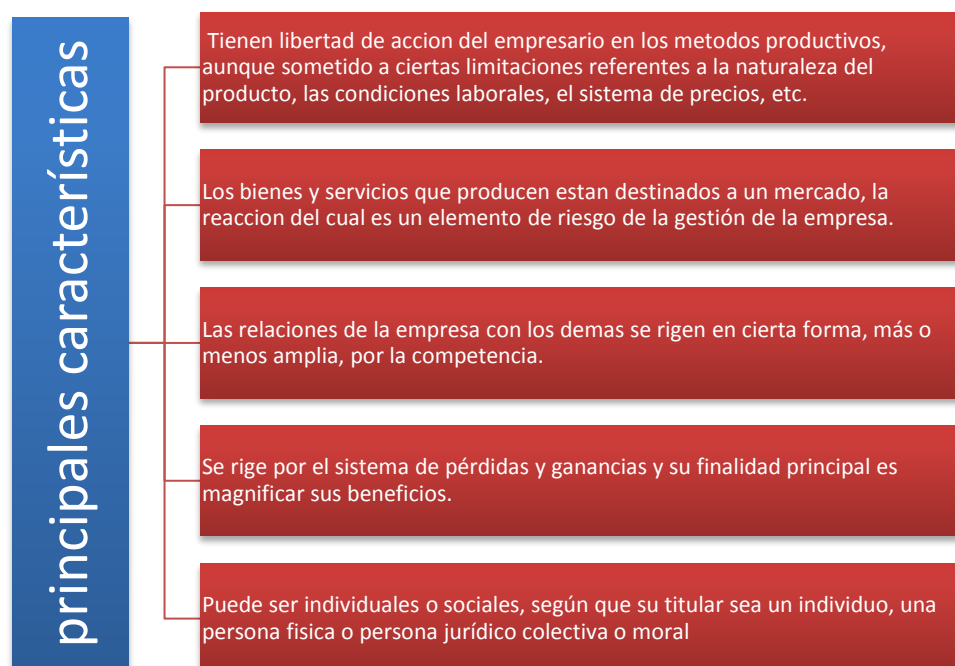 principales características
Tienen libertad de accion del empresario en los metodos productivos,
aunque sometido a ciertas limitaciones referentes a la naturaleza del
producto, las condiciones laborales, el sistema de precios, etc.
Los bienes y servicios que producen estan destinados a un mercado, la
reaccion del cual es un elemento de riesgo de la gestión de la empresa.
Las relaciones de la empresa con los demas se rigen en cierta forma, más o
menos amplia, por la competencia.
Se rige por el sistema de pérdidas y ganancias y su finalidad principal es
magnificar sus beneficios.
Puede ser individuales o sociales, según que su titular sea un individuo, una
persona fisica o persona jurídico colectiva o moral